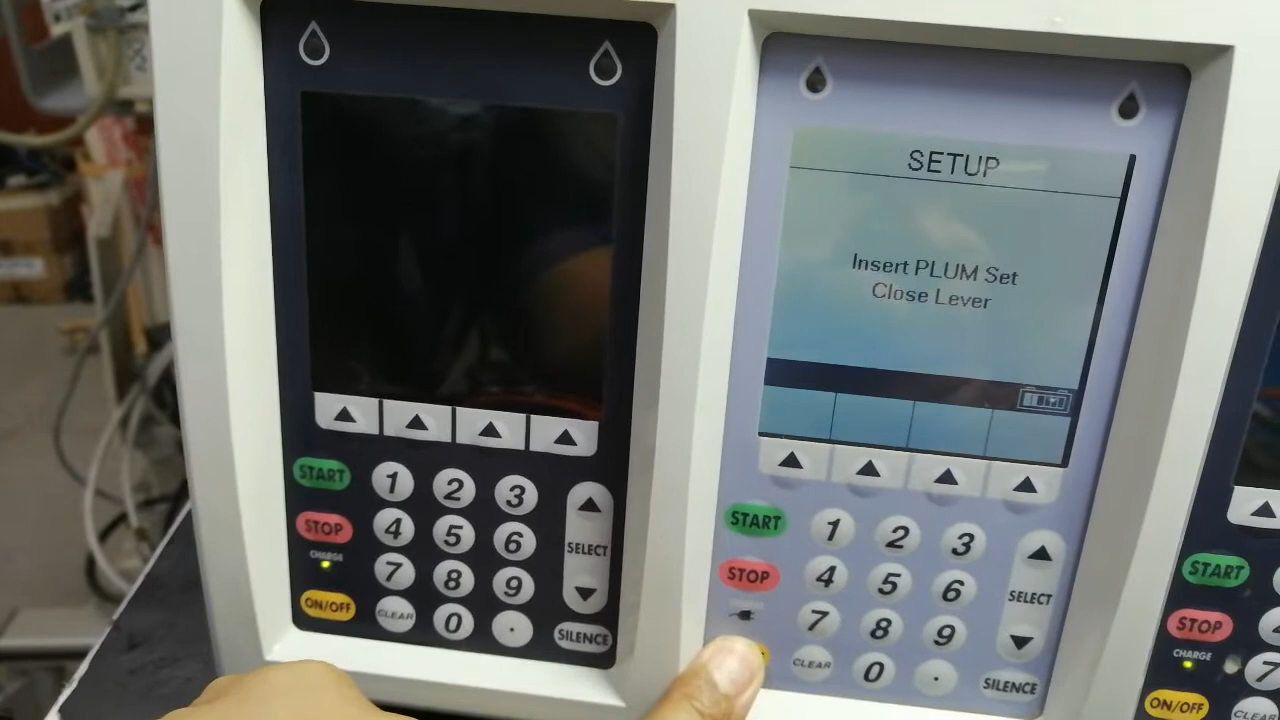 START
1
2
3
STOP
4
5
6
SELECT
CHARGE
7
8
9
ON/OFF
CLEAR
0
.
SILENCE
SETUP
Insert PLUM Set
Close Lever
START
1
2
3
STOP
4
5
6
SELECT
7
8
9
CLEAR
0
.
SILENCE
START
STOP
CHARGE
7
ON/OFF
CLEAR